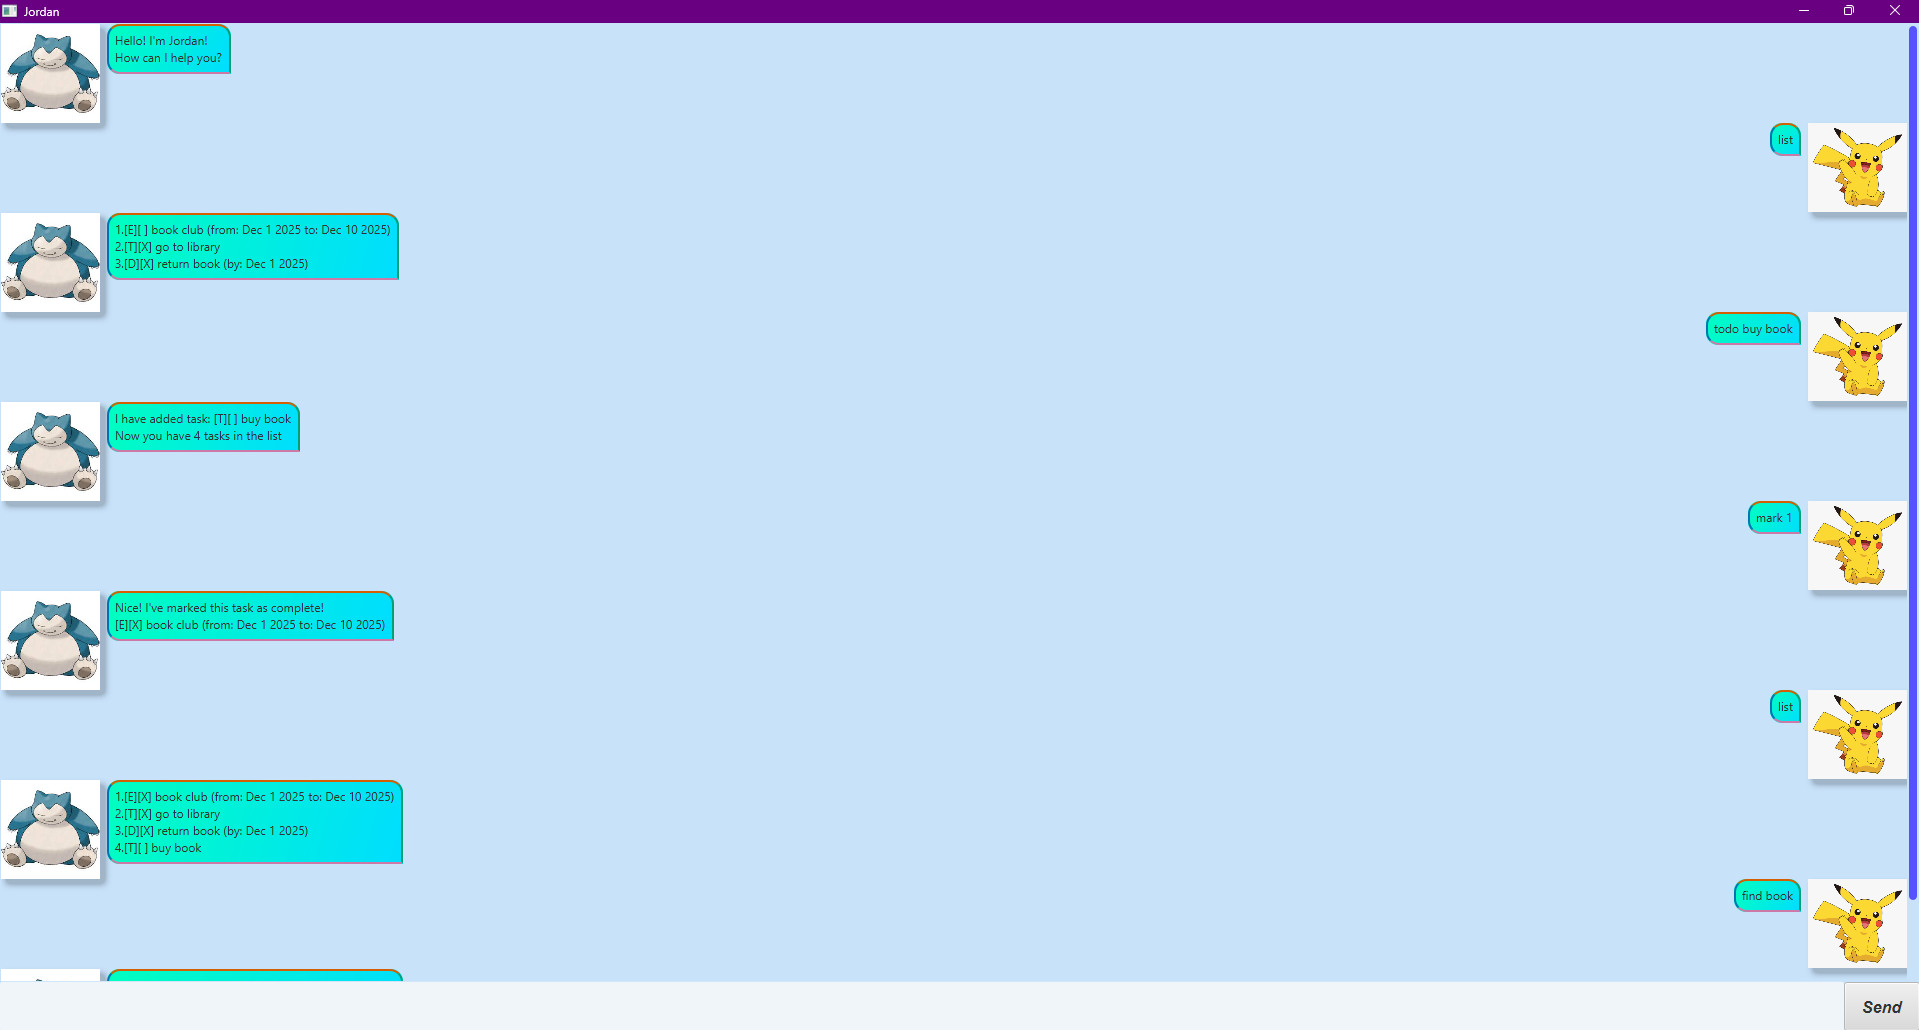 Jordan
Hello! I'm Jordan!
How can I help you?
list
1.[E][ ] book club (from: Dec 1 2025 to: Dec 10 2025)
2.[T][X] go to library
3.[D][X] return book (by: Dec 1 2025)
todo buy book
I have added task: [T][ ] buy book
Now you have 4 tasks in the list
mark 1
Nice! I've marked this task as complete!
[E][X] book club (from: Dec 1 2025 to: Dec 10 2025)
list
1.[E][X] book club (from: Dec 1 2025 to: Dec 10 2025)
2.[T][X] go to library
3.[D][X] return book (by: Dec 1 2025)
4.[T][ ] buy book
find book
Send